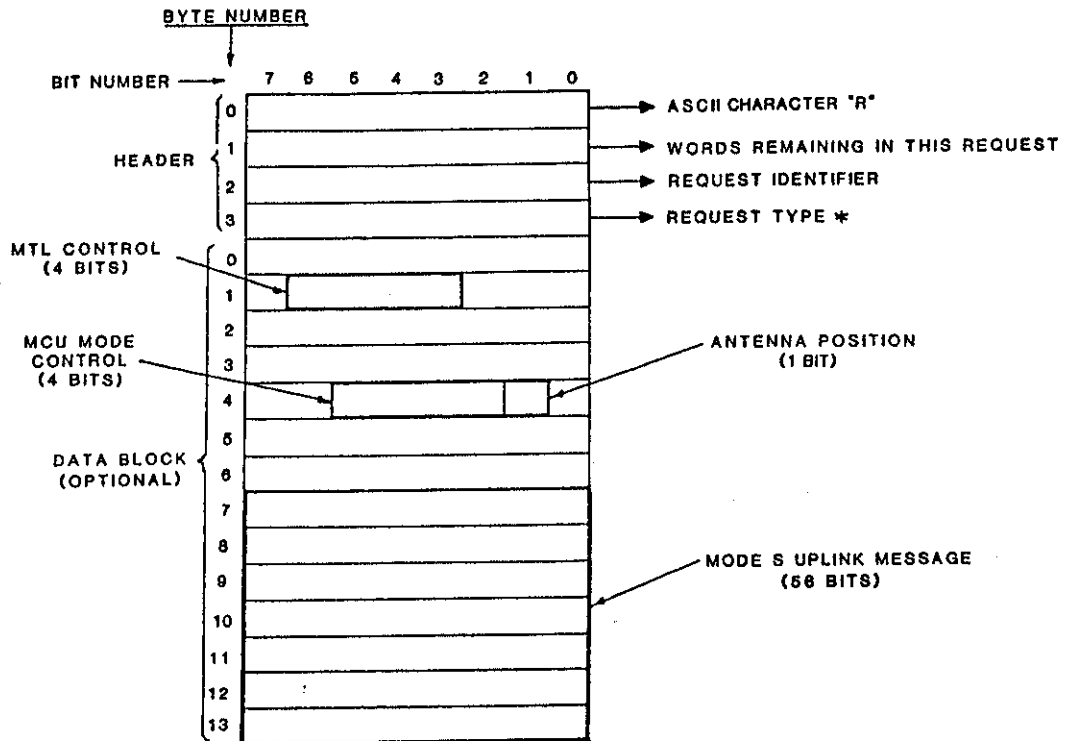 BYTE NUMBER
BIT NUMBER
7 6 5 4 3 2 1 0
0
ASCII CHARACTER "R"
HEADER
1
WORDS REMAINING IN THIS REQUEST
2
REQUEST IDENTIFIER
3
REQUEST TYPE *
MTL CONTROL
(4 BITS)
0
1
2
MCU MODE
CONTROL
(4 BITS)
3
ANTENNA POSITION
(1 BIT)
4
5
DATA BLOCK
(OPTIONAL)
6
7
8
MODE S UPLINK MESSAGE
(56 BITS)
9
10
11
12
13